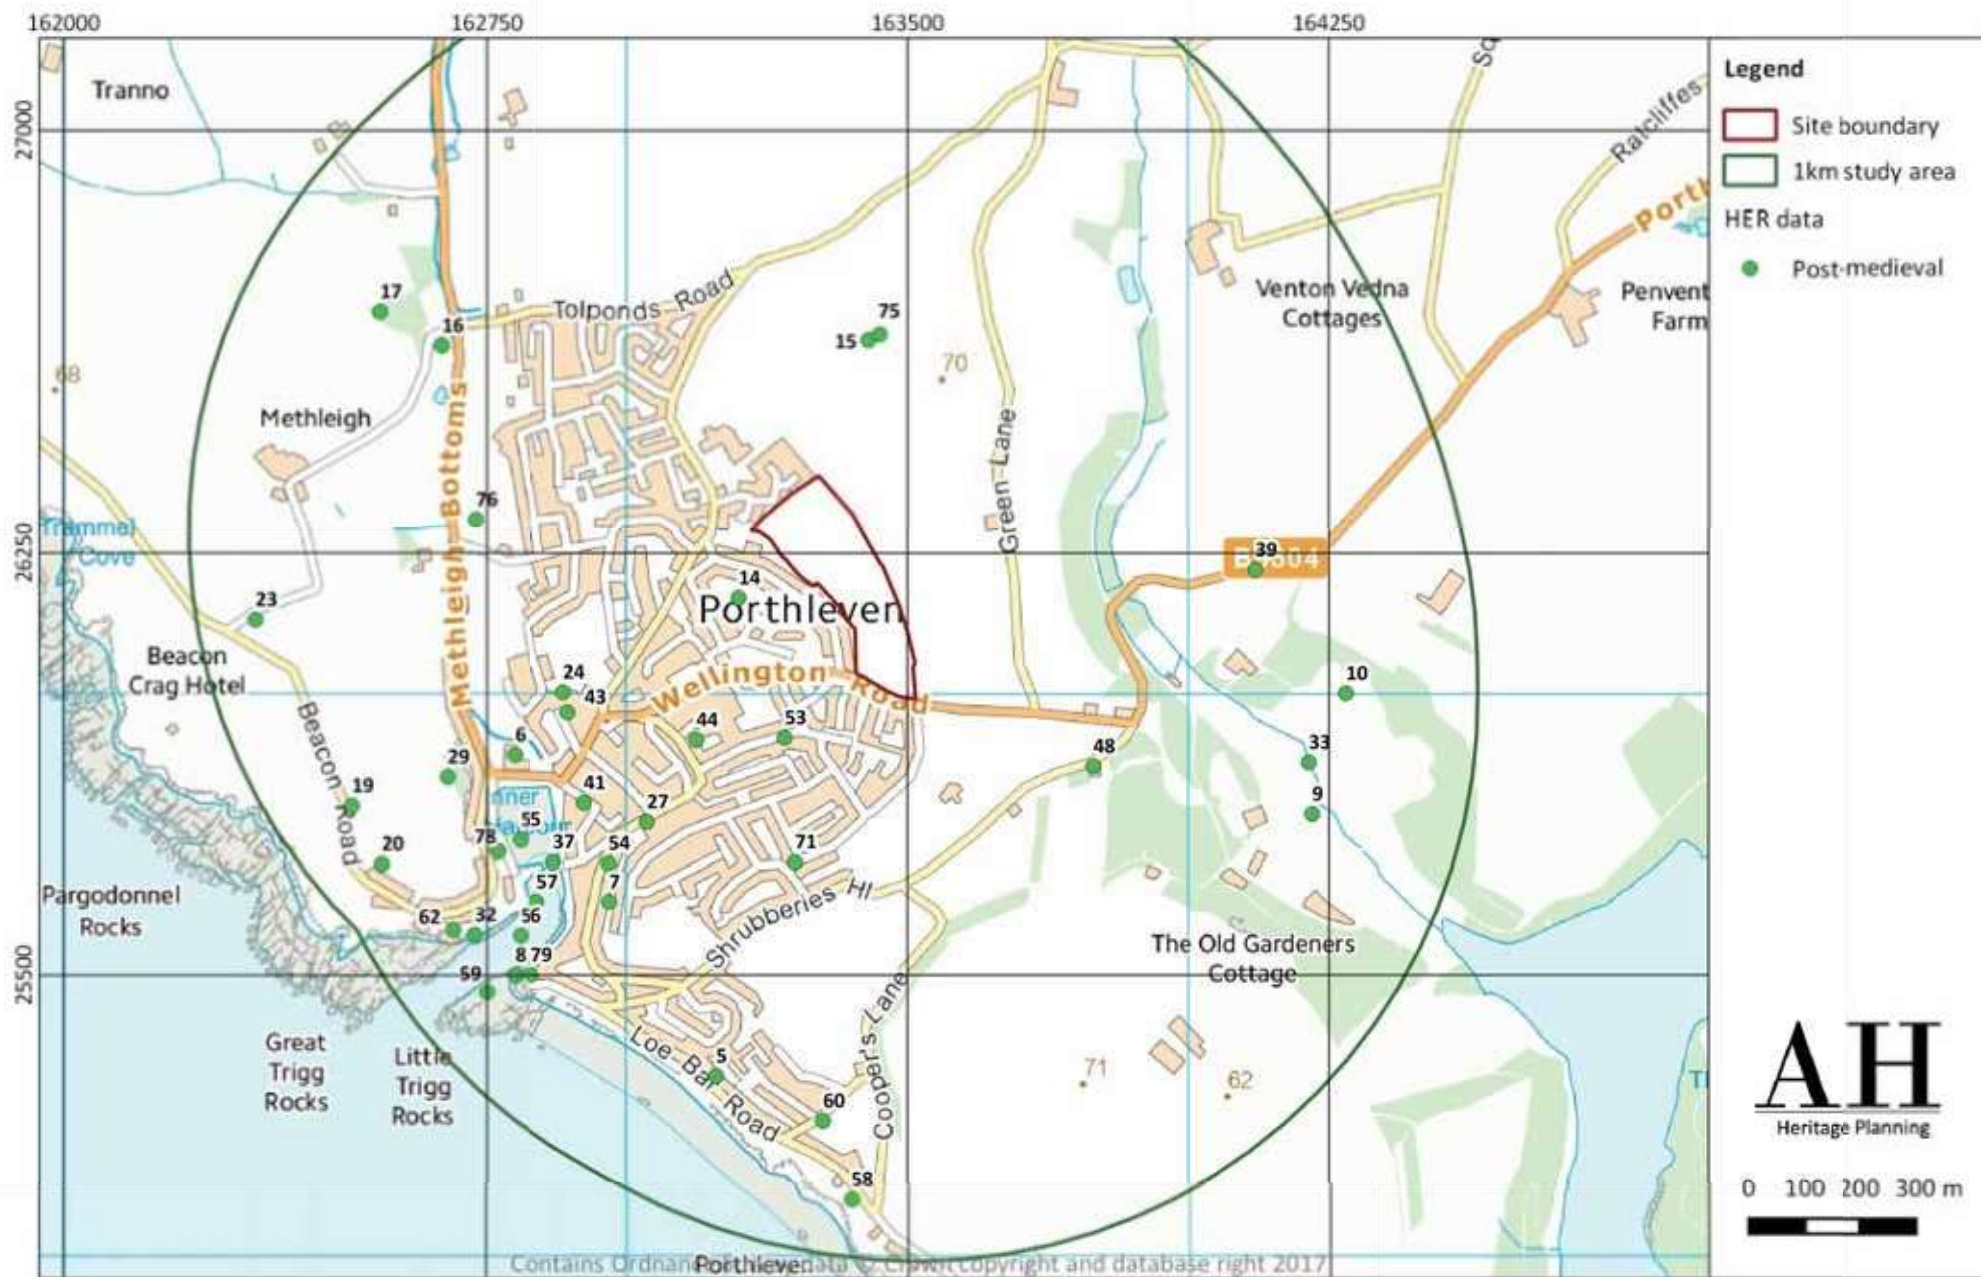 162000
162750
163500
164250
27000
26250
25500
Tranno
Tolponds Road
Venton Vedna
Cottages
Ratcliffes
Penvent
Farm
Methleigh
Methleigh Bottoms
Green Lane
Trammel
Cove
Beacon
Crag Hotel
Beacon Road
Porthleven
Wellington Road
Pargodonnel
Rocks
Shrubberies Hl
The Old Gardeners
Cottage
Great
Trigg
Rocks
Little
Trigg
Rocks
Loe Bar Road
Cooper's Lane
Porthleven
17
16
75
15
70
68
76
39
14
23
24
43
10
44
53
6
48
33
29
19
41
27
9
55
78
37
54
71
20
57
7
62
32
56
8
79
59
5
60
71
62
58
Legend
Site boundary
1km study area
HER data
Post-medieval
AH
Heritage Planning
0 100 200 300 m
copyright and database right 2017